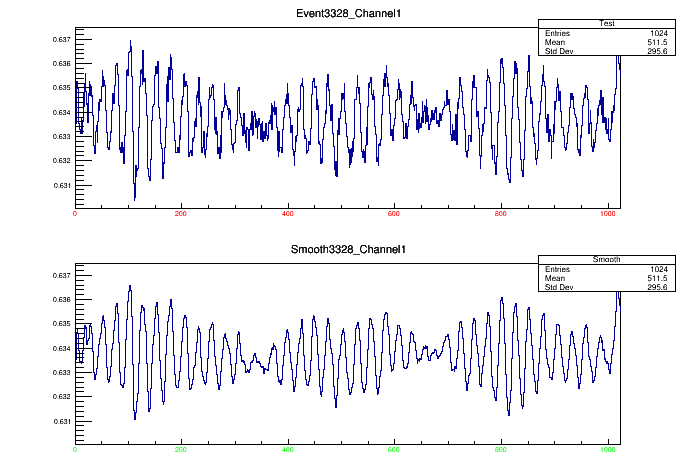 Event3328_Channel1
Test
Entries 1024
Mean 511.5
Std Dev 295.6
0.637
0.636
0.635
0.634
0.633
0.632
0.631
0 200 400 600 800 1000
Smooth3328_Channel1
Smooth
Entries 1024
Mean 511.5
Std Dev 295.6
0.637
0.636
0.635
0.634
0.633
0.632
0.631
0 200 400 600 800 1000